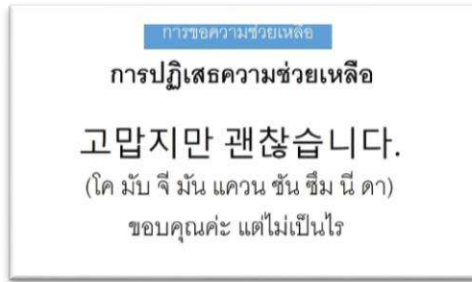 การขอความช่วยเหลือ
การปฏิเสธความช่วยเหลือ
고맙지만 괜찮습니다.
(โค มับ จี มัน แควน ชัน ซึม นี ดา)
ขอบคุณค่ะ แต่ไม่เป็นไร